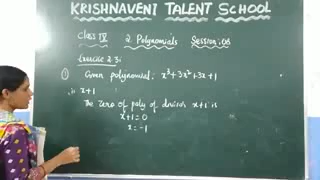 KRISHNAVENI TALENT SCHOOL
Class IX 2 Polynomials Session:08
Exercise 2.3:
① Given polynomial: x³+3x²+3x+1
is x+1
The zero of poly of divisor x+1 is
x+1=0
x=-1